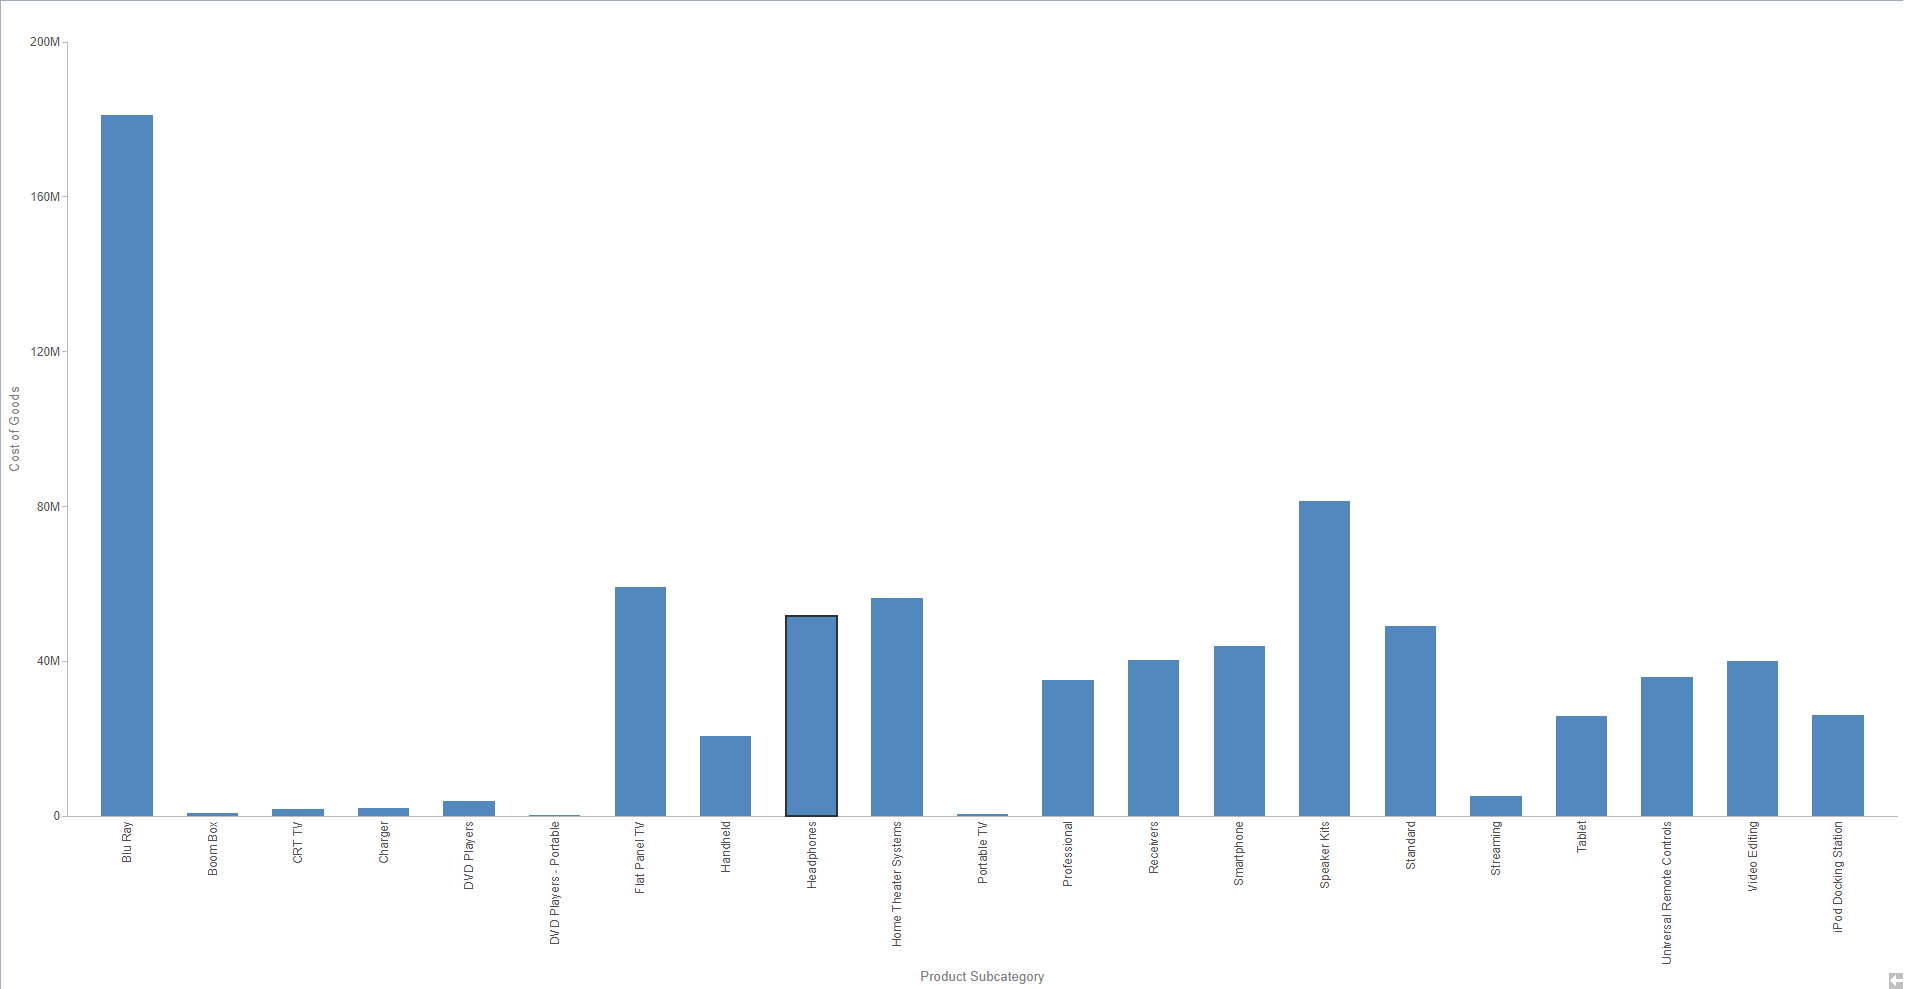 200M
160M
120M
80M
40M
0
Cost of Goods
Blu Ray
Boom Box
CRT TV
Charger
DVD Players
DVD Players - Portable
Flat Panel TV
Handheld
Headphones
Home Theater Systems
Portable TV
Professional
Receivers
Smartphone
Speaker Kits
Standard
Streaming
Tablet
Universal Remote Controls
Video Editing
iPod Docking Station
Product Subcategory